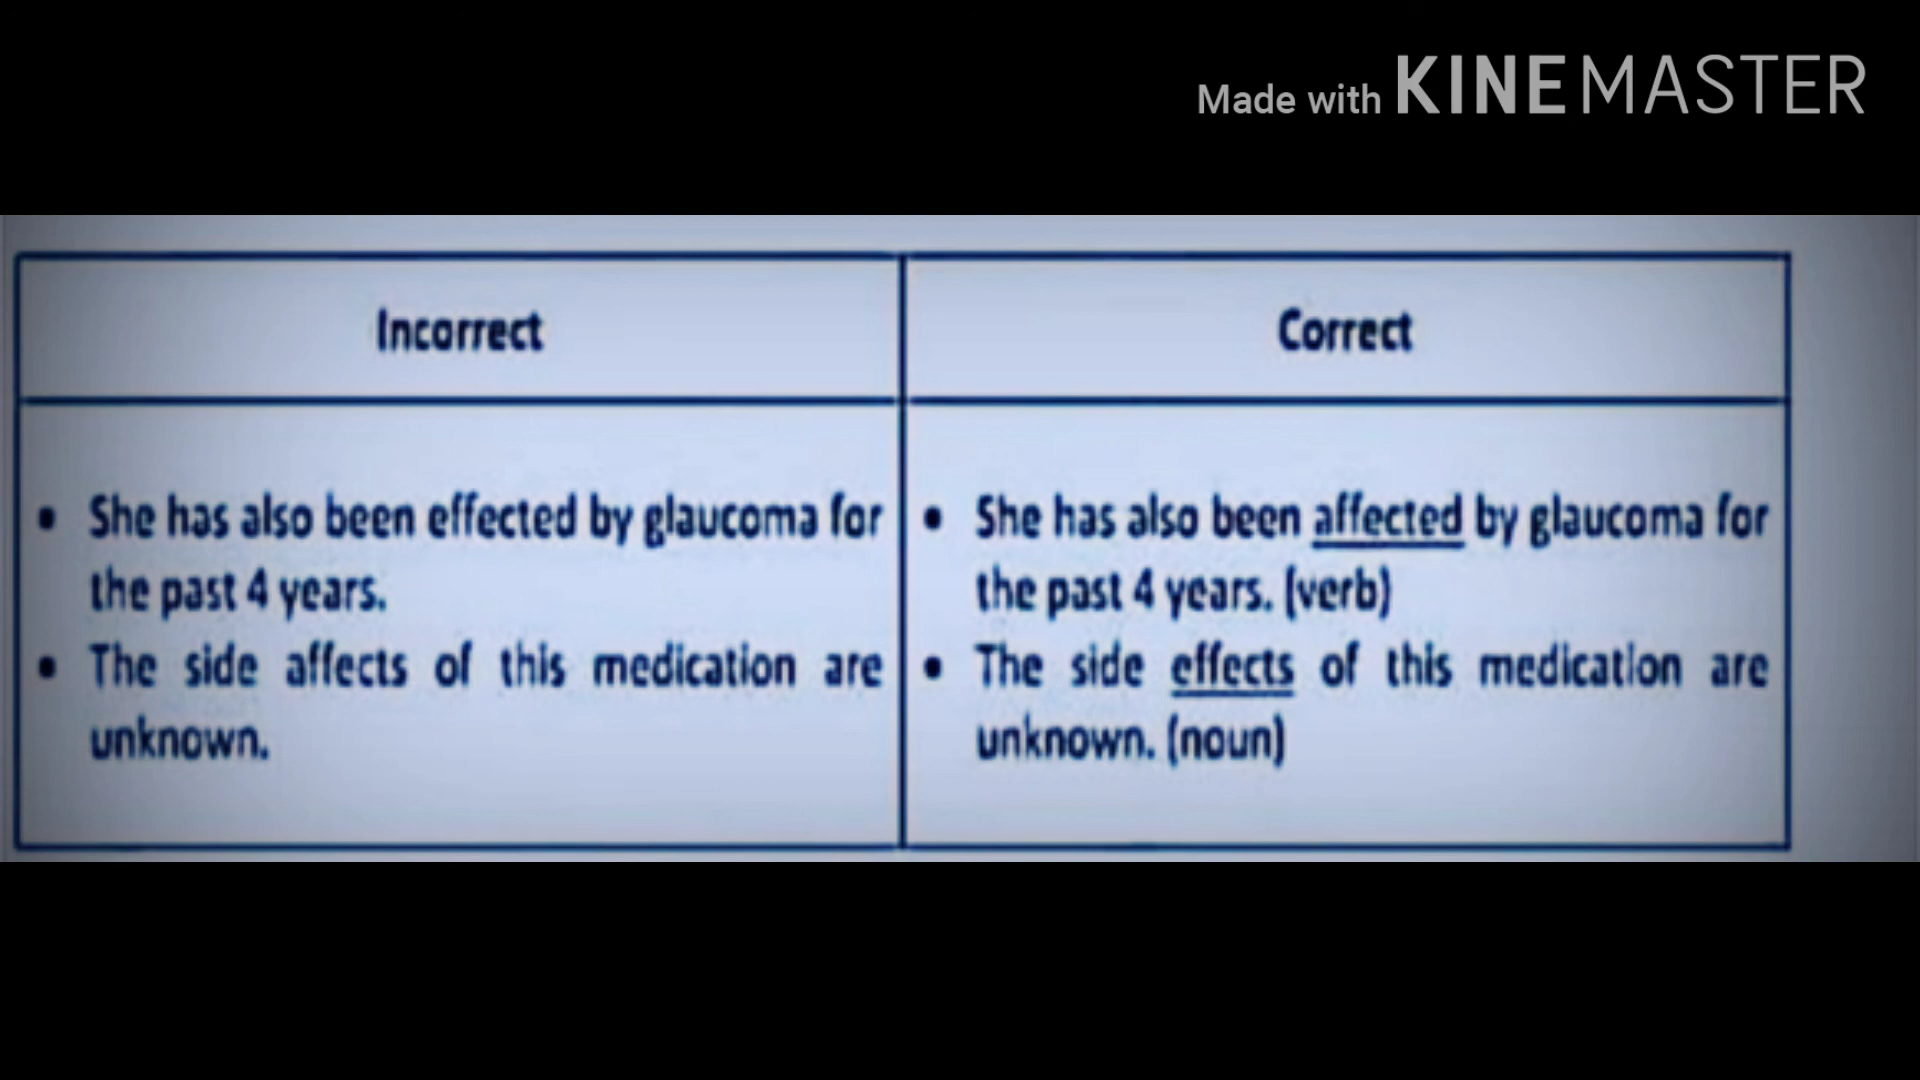 Made with KINEMASTER
Incorrect
Correct
• She has also been effected by glaucoma for
the past 4 years.
• The side affects of this medication are
unknown.
• She has also been affected by glaucoma for
the past 4 years. (verb)
• The side effects of this medication are
unknown. (noun)